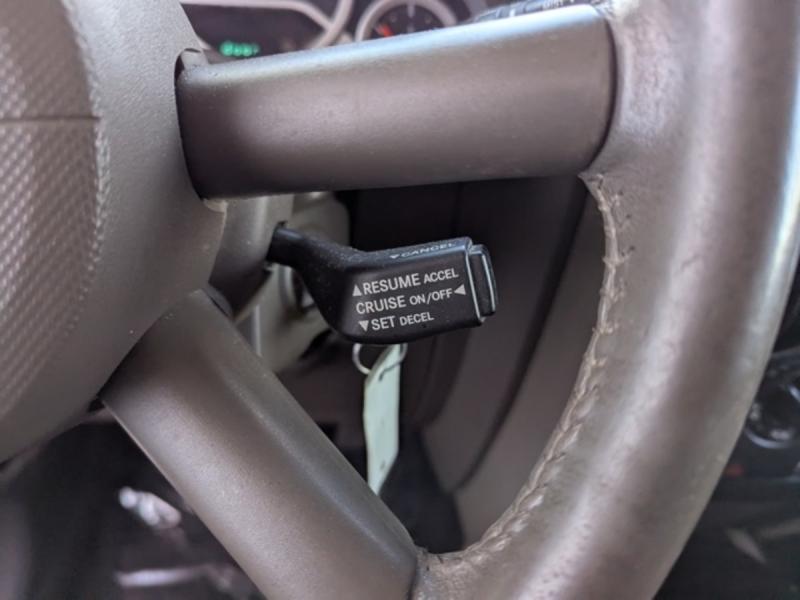 ▼CANCEL
▲RESUME ACCEL
CRUISE ON/OFF◀
▼SET DECEL